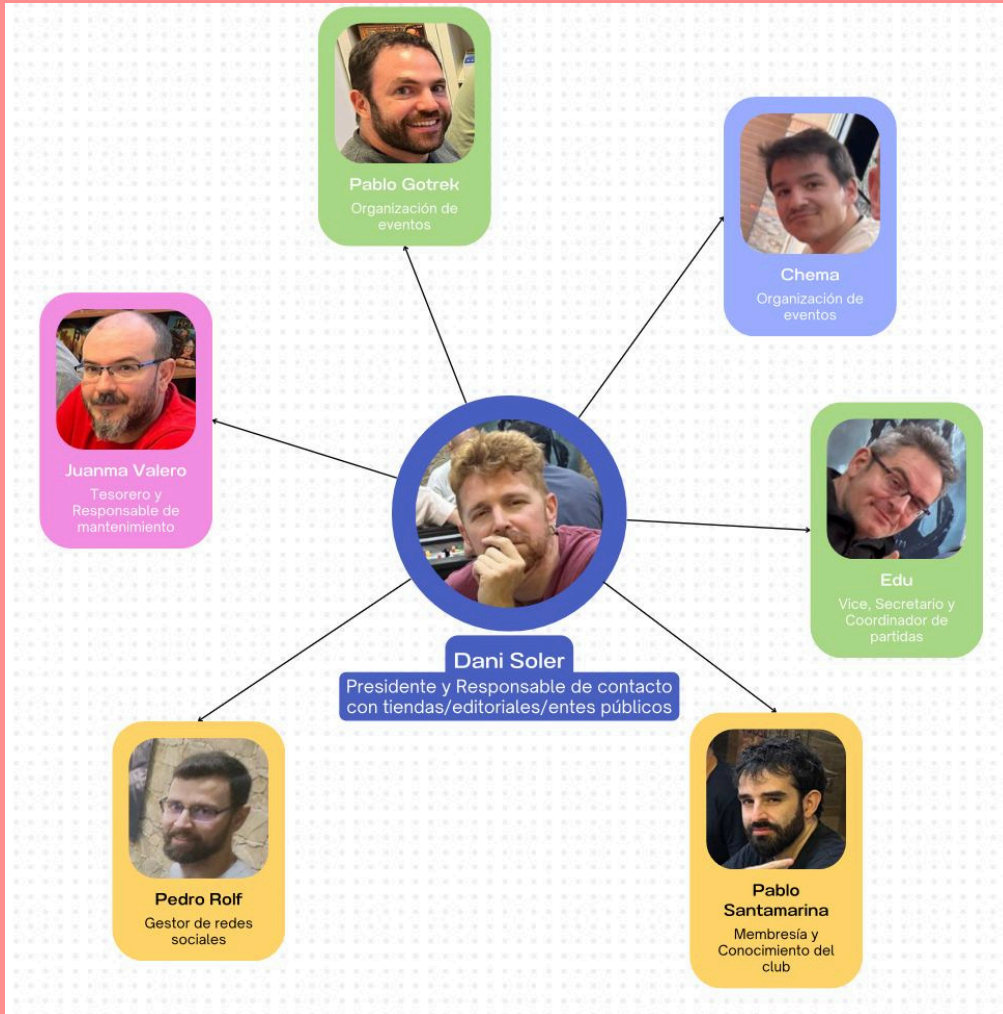 Pablo Gotrek
Organización de
eventos
Chema
Organización de
eventos
Juanma Valero
Tesorero y
Responsable de
mantenimiento
Edu
Vice, Secretario y
Coordinador de
partidas
Dani Soler
Presidente y Responsable de contacto
con tiendas/editoriales/entes públicos
Pedro Rolf
Gestor de redes
sociales
Pablo
Santamarina
Membresía y
Conocimiento del
club